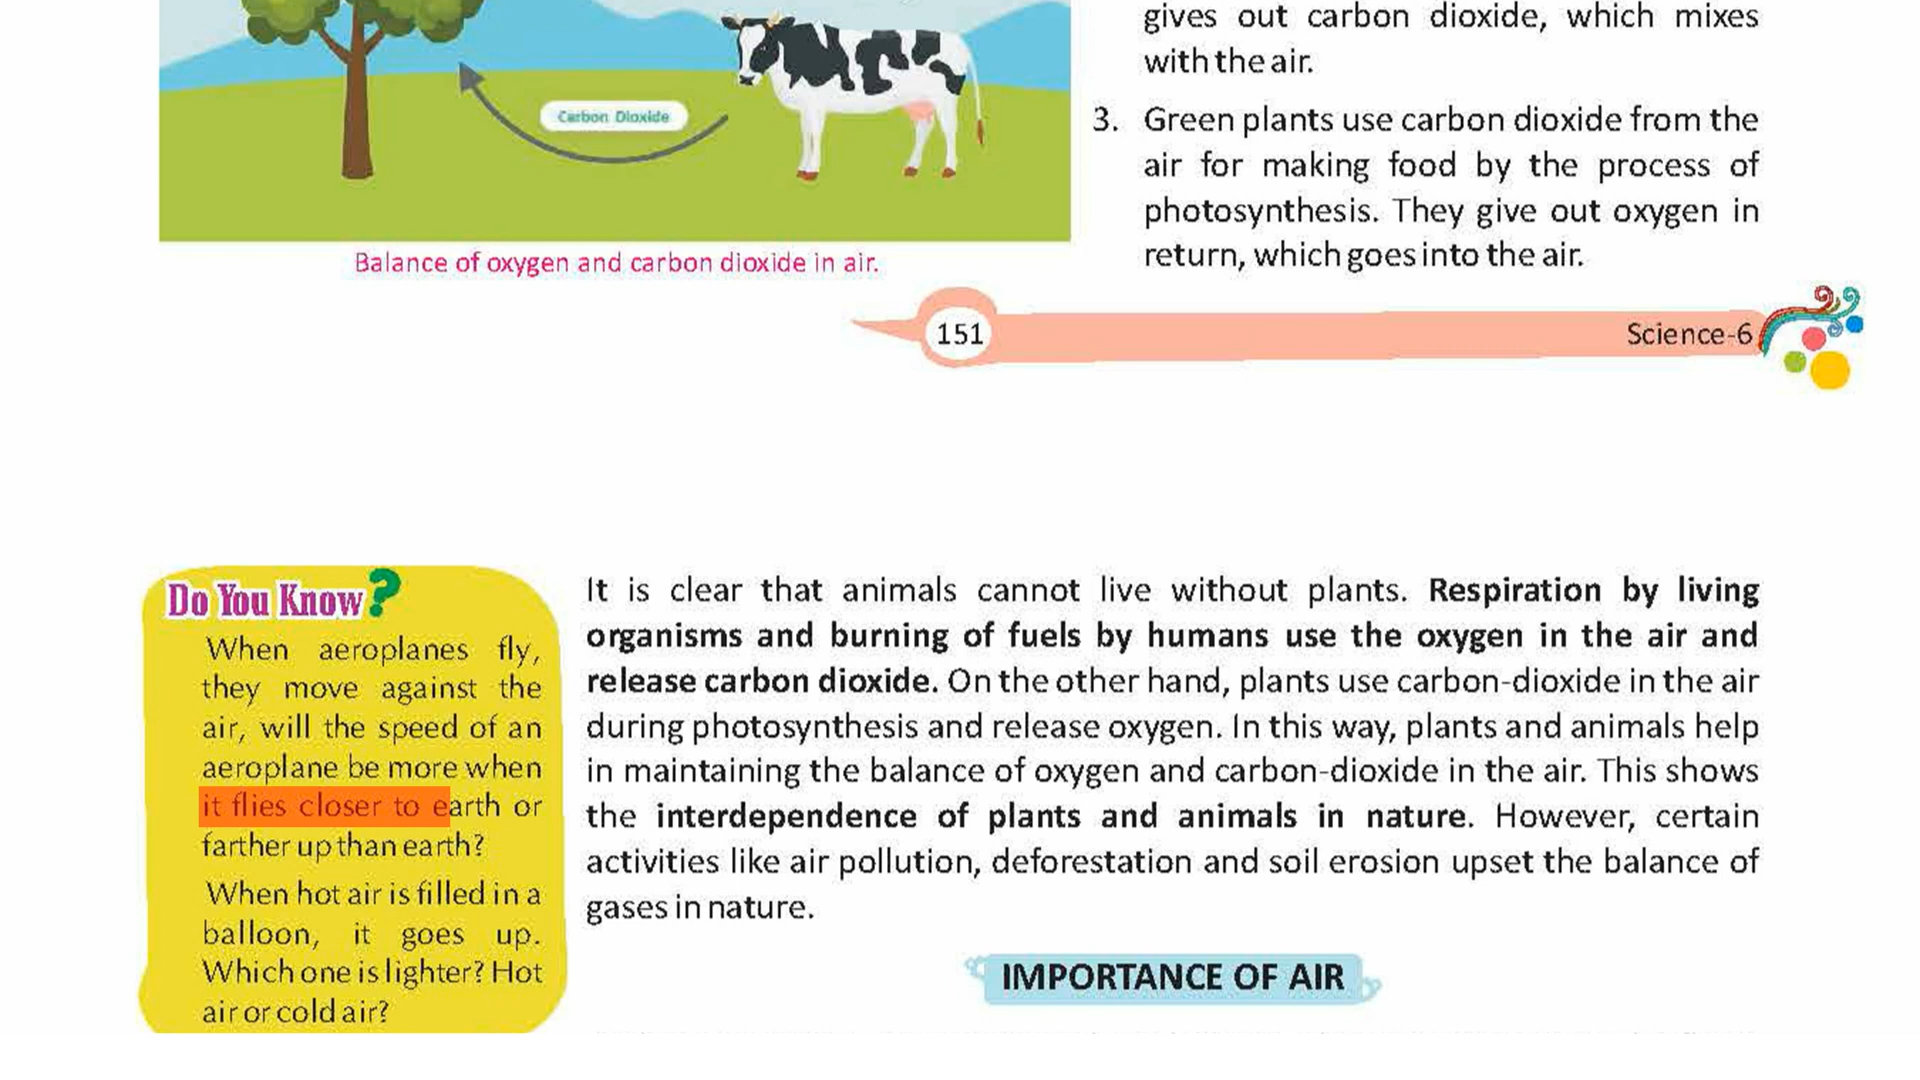 gives out carbon dioxide, which mixes
with the air.
3. Green plants use carbon dioxide from the
air for making food by the process of
photosynthesis. They give out oxygen in
return, which goes into the air.
Carbon Dioxide
Balance of oxygen and carbon dioxide in air.
151
Science-6
Do You Know?
When aeroplanes fly,
they move against the
air, will the speed of an
aeroplane be more when
it flies closer to earth or
farther up than earth?
When hot air is filled in a
balloon, it goes up.
Which one is lighter? Hot
air or cold air?
It is clear that animals cannot live without plants. Respiration by living
organisms and burning of fuels by humans use the oxygen in the air and
release carbon dioxide. On the other hand, plants use carbon-dioxide in the air
during photosynthesis and release oxygen. In this way, plants and animals help
in maintaining the balance of oxygen and carbon-dioxide in the air. This shows
the interdependence of plants and animals in nature. However, certain
activities like air pollution, deforestation and soil erosion upset the balance of
gases in nature.
IMPORTANCE OF AIR